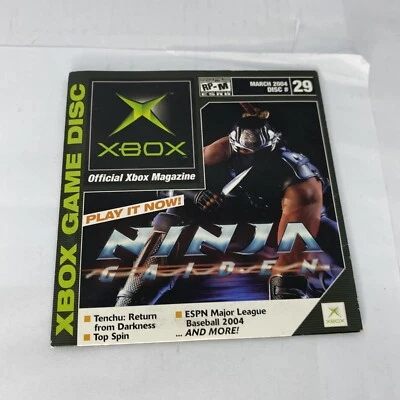 XBOX GAME DISC
RP-M
ESRB
MARCH 2004
DISC # 29
XBOX
Official Xbox Magazine
PLAY IT NOW!
NINJA
GAIDEN
Tenchu: Return
from Darkness
Top Spin
ESPN Major League
Baseball 2004
... AND MORE!
XBOX